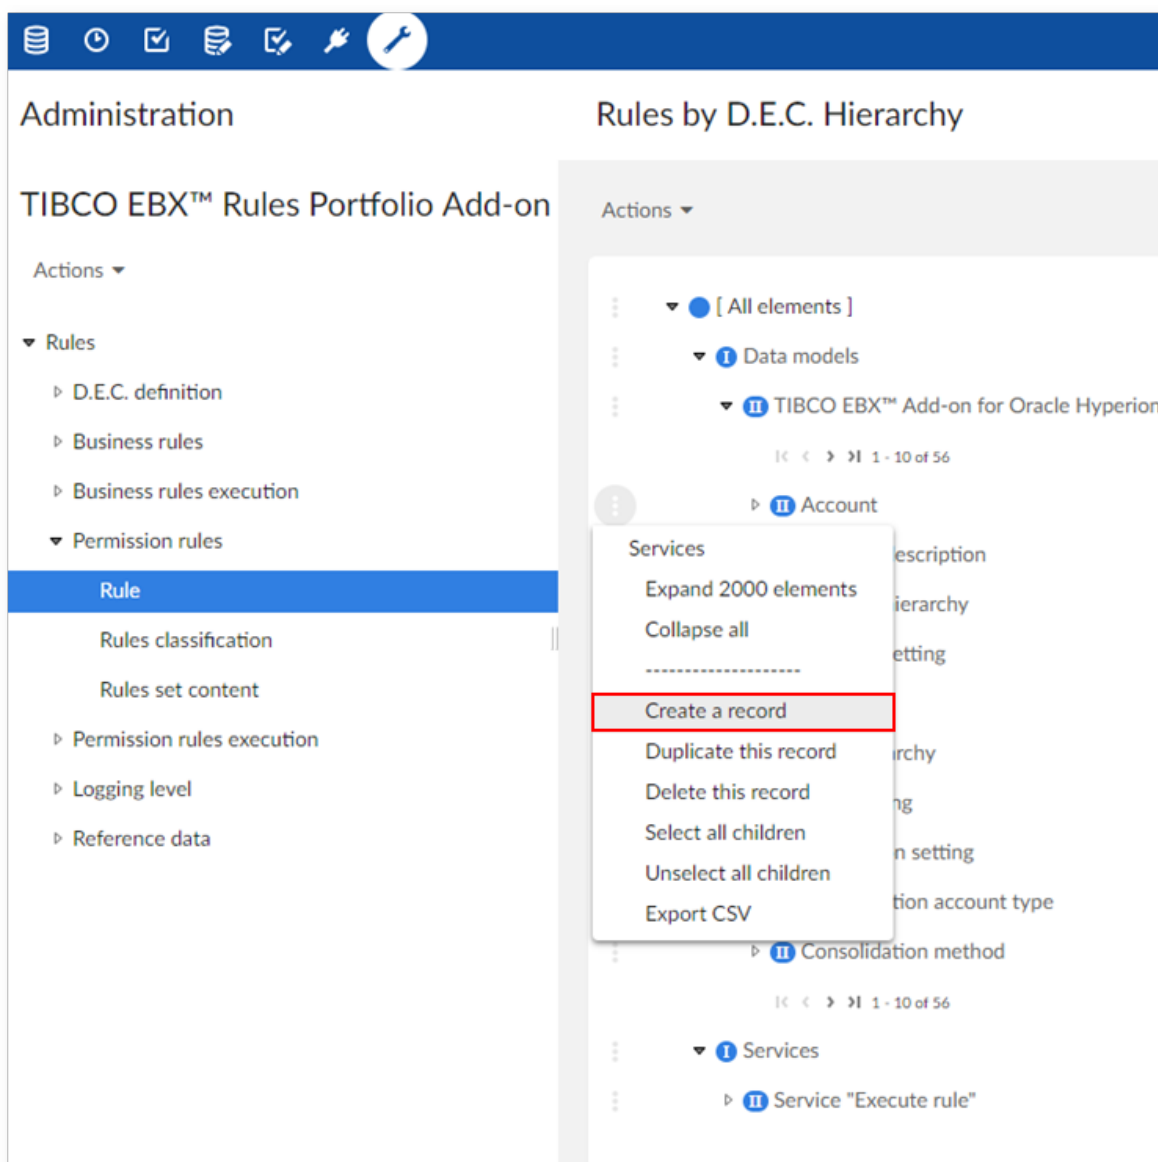 Administration
Rules by D.E.C. Hierarchy
TIBCO EBX™ Rules Portfolio Add-on
Actions
Rules
D.E.C. definition
Business rules
Business rules execution
Permission rules
Rule
Rules classification
Rules set content
Permission rules execution
Logging level
Reference data
Actions
[ All elements ]
I Data models
II TIBCO EBX™ Add-on for Oracle Hyperion
1 - 10 of 56
II Account
Services
Expand 2000 elements
Collapse all
--------------------
Create a record
Duplicate this record
Delete this record
Select all children
Unselect all children
Export CSV
escription
ierarchy
etting
rchy
ng
n setting
tion account type
II Consolidation method
1 - 10 of 56
I Services
II Service "Execute rule"